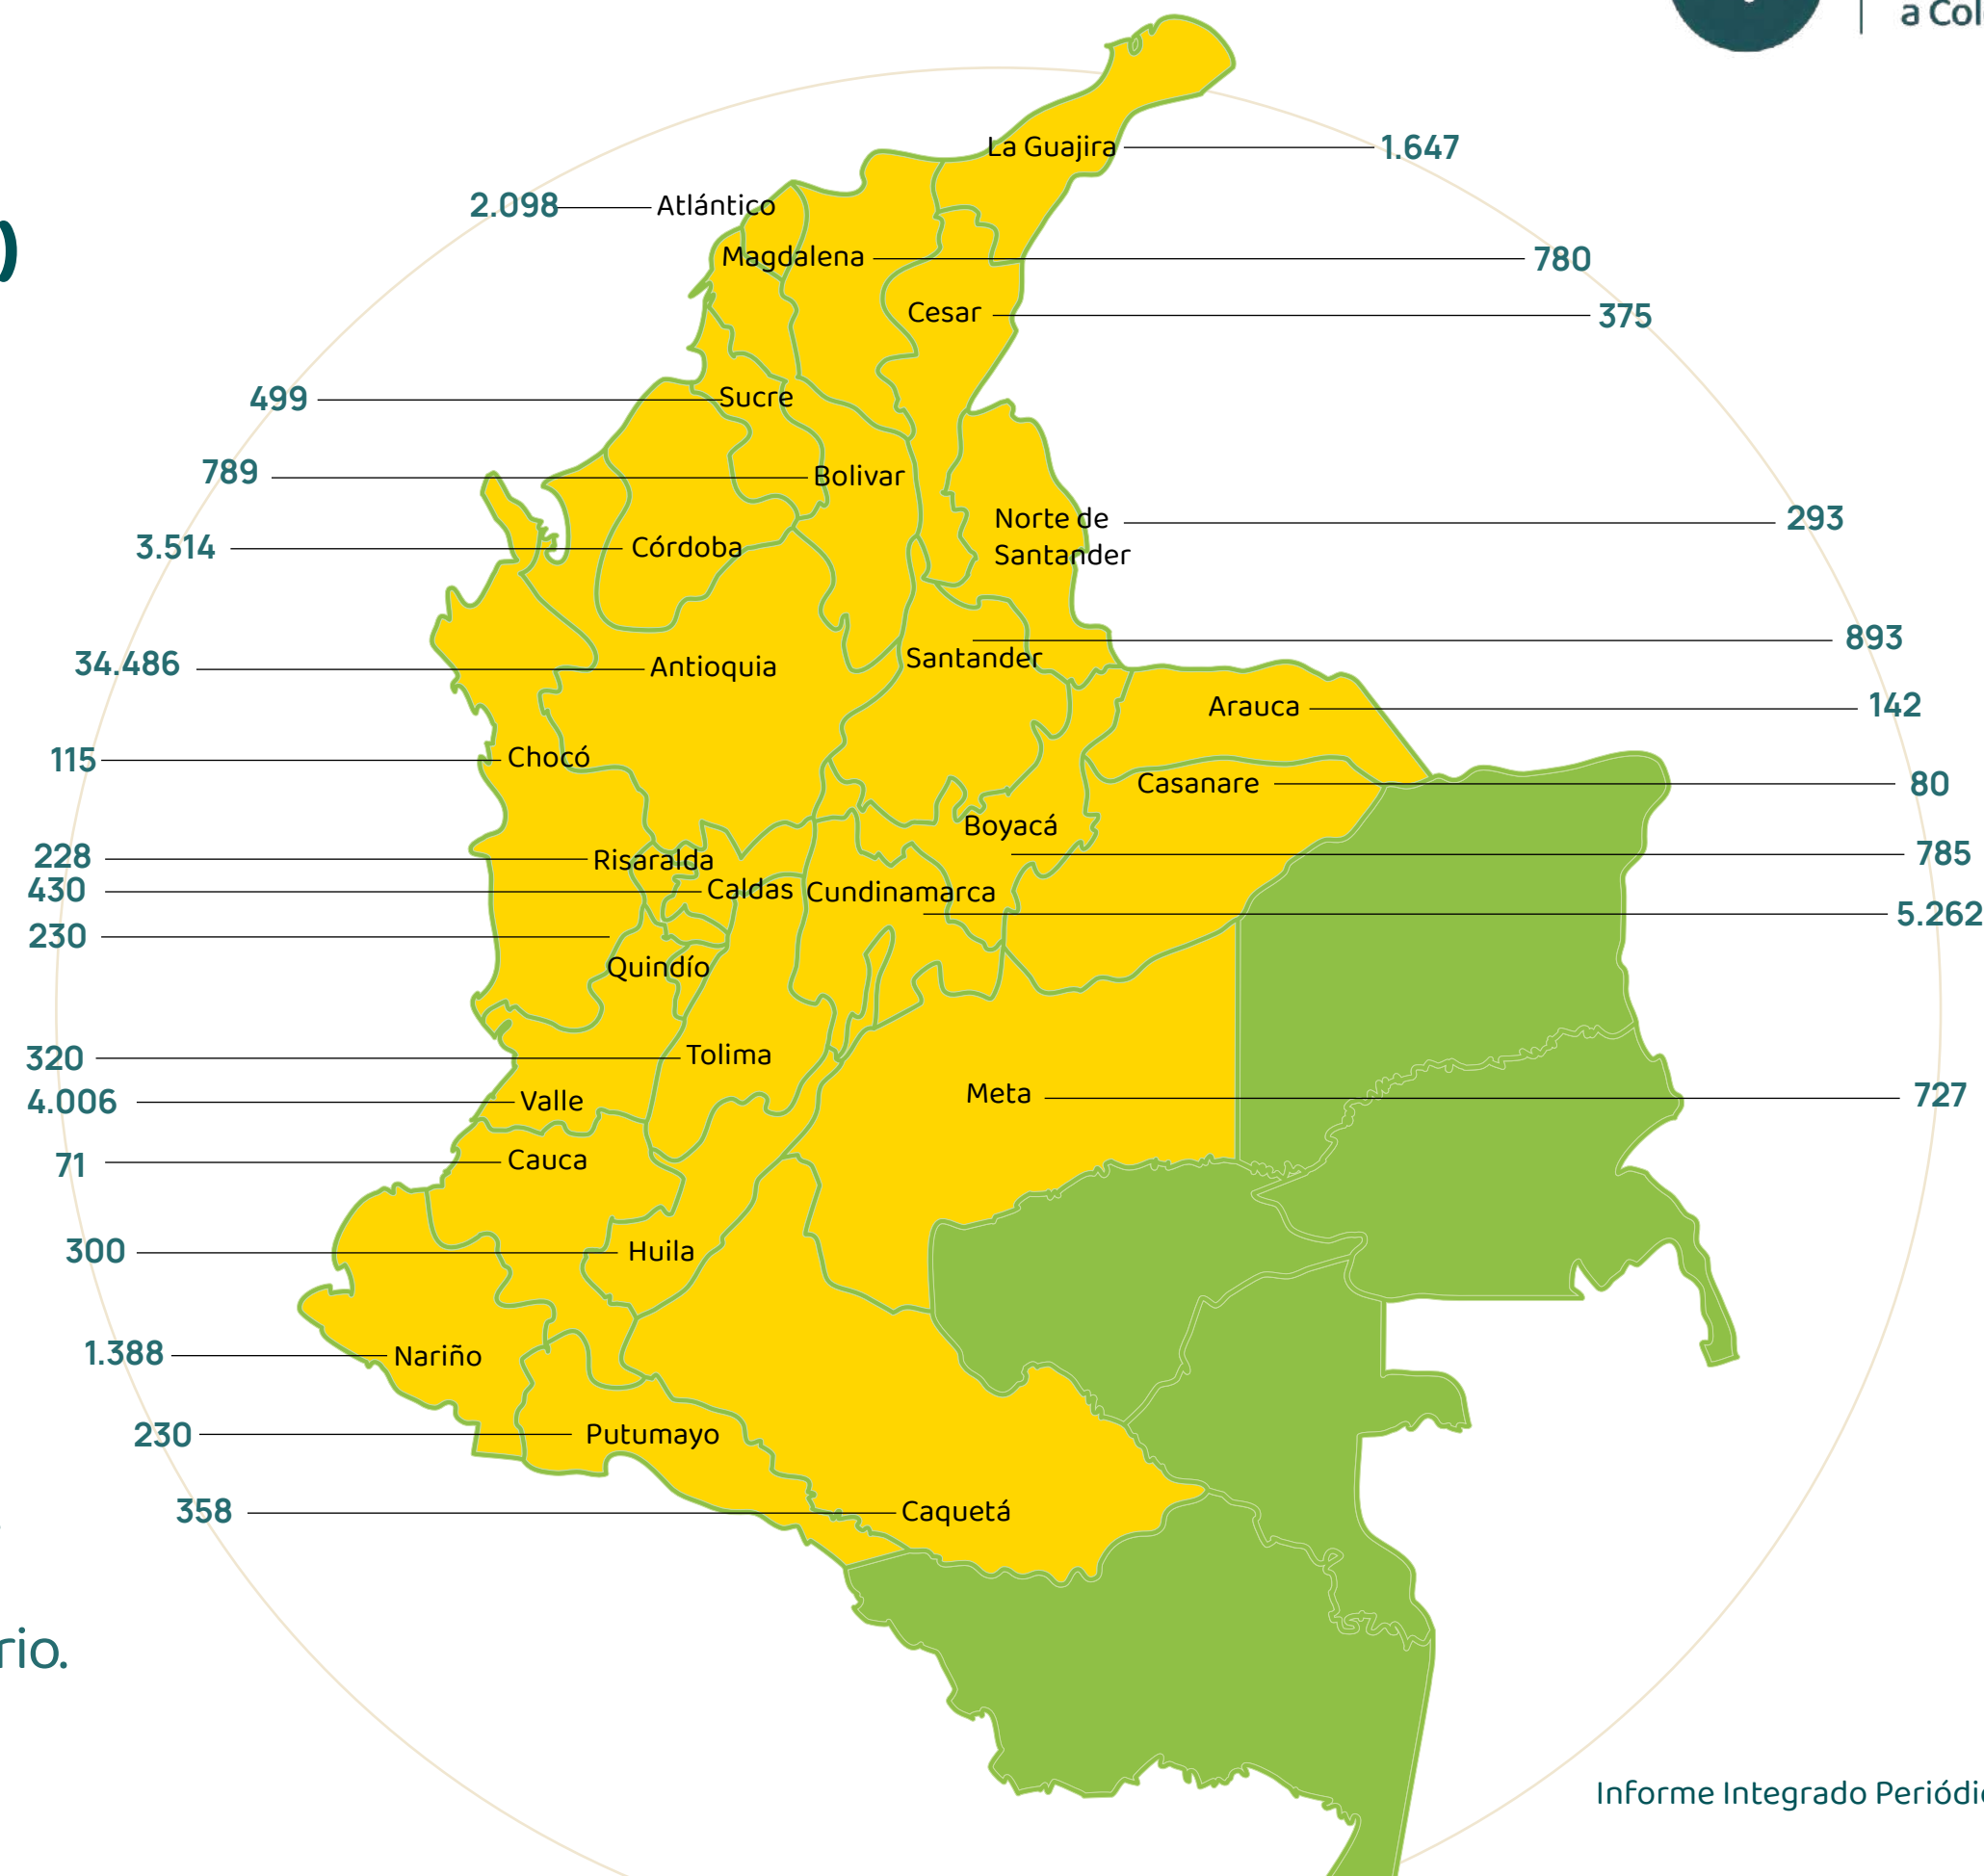 a Col
)
La Guajira 1.647
2.098 Atlántico
Magdalena 780
Cesar 375
499 Sucre
789 Bolivar
Norte de
Santander 293
3.514 Córdoba
893
Santander
34.486 Antioquia
Arauca 142
115 Chocó
Casanare 80
Boyacá 785
228 Risaralda
430 Caldas
Cundinamarca 5.262
230
Quindío
320 Tolima
4.006 Valle
Meta 727
71 Cauca
300 Huila
1.388 Nariño
230 Putumayo
358 Caquetá
rio.
Informe Integrado Periódic